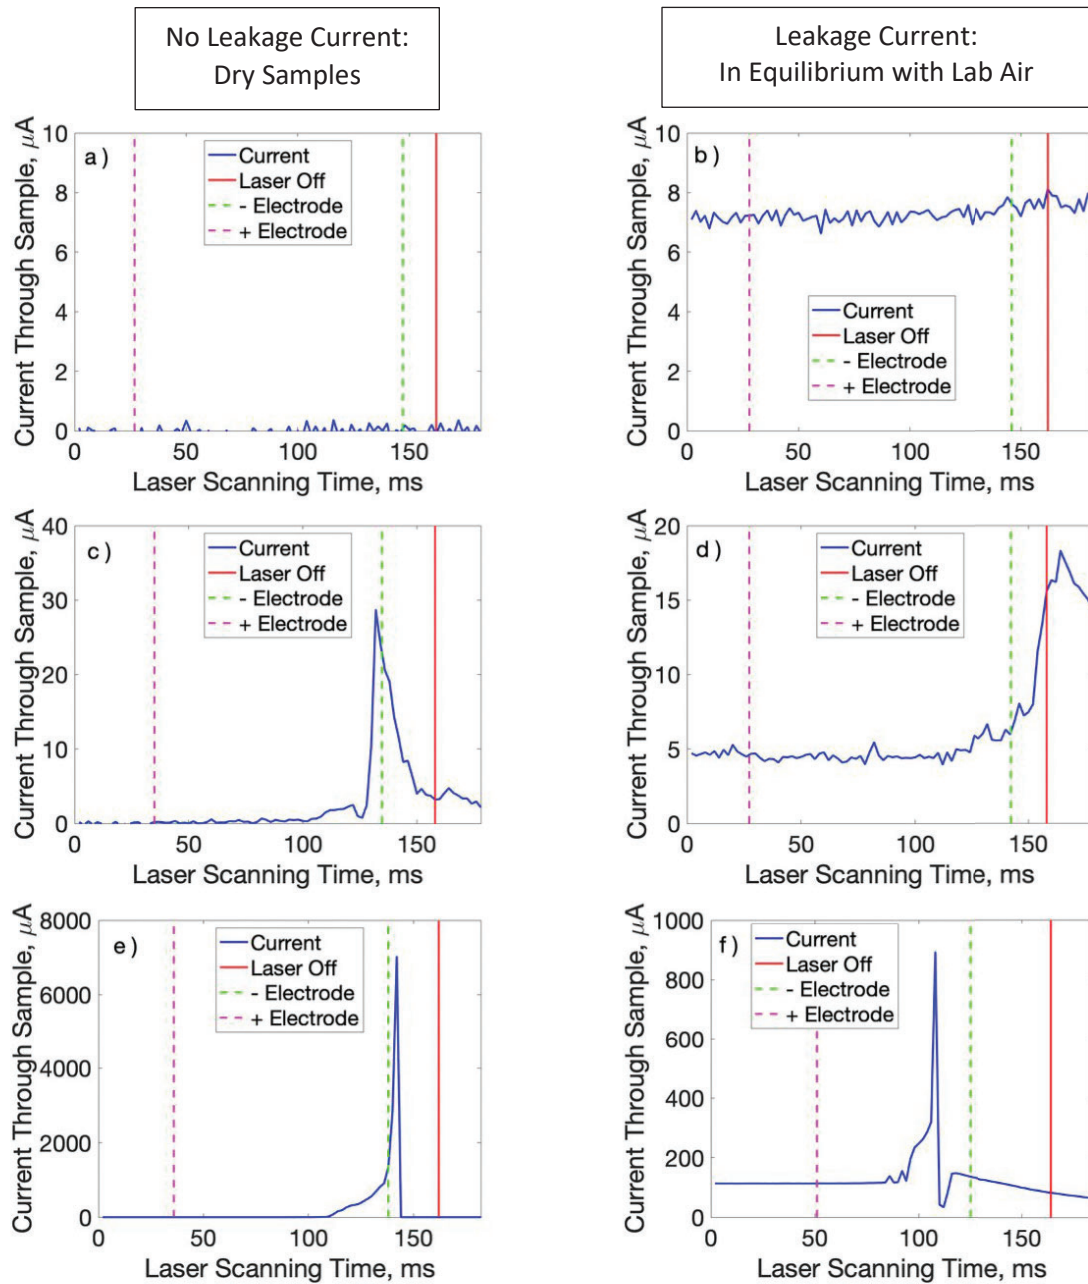 No Leakage Current:
Dry Samples
Leakage Current:
In Equilibrium with Lab Air
a )
Current Through Sample, μA
10
8
6
4
2
0
0
50
100
150
Laser Scanning Time, ms
Current
Laser Off
- Electrode
+ Electrode
b )
Current Through Sample, μA
10
8
6
4
2
0
0
50
100
150
Laser Scanning Time, ms
Current
Laser Off
- Electrode
+ Electrode
c )
Current Through Sample, μA
40
30
20
10
0
0
50
100
150
Laser Scanning Time, ms
Current
Laser Off
- Electrode
+ Electrode
d )
Current Through Sample, μA
20
15
10
5
0
0
50
100
150
Laser Scanning Time, ms
Current
Laser Off
- Electrode
+ Electrode
e )
Current Through Sample, μA
8000
6000
4000
2000
0
0
50
100
150
Laser Scanning Time, ms
Current
Laser Off
- Electrode
+ Electrode
f )
Current Through Sample, μA
1000
800
600
400
200
0
0
50
100
150
Laser Scanning Time, ms
Current
Laser Off
- Electrode
+ Electrode